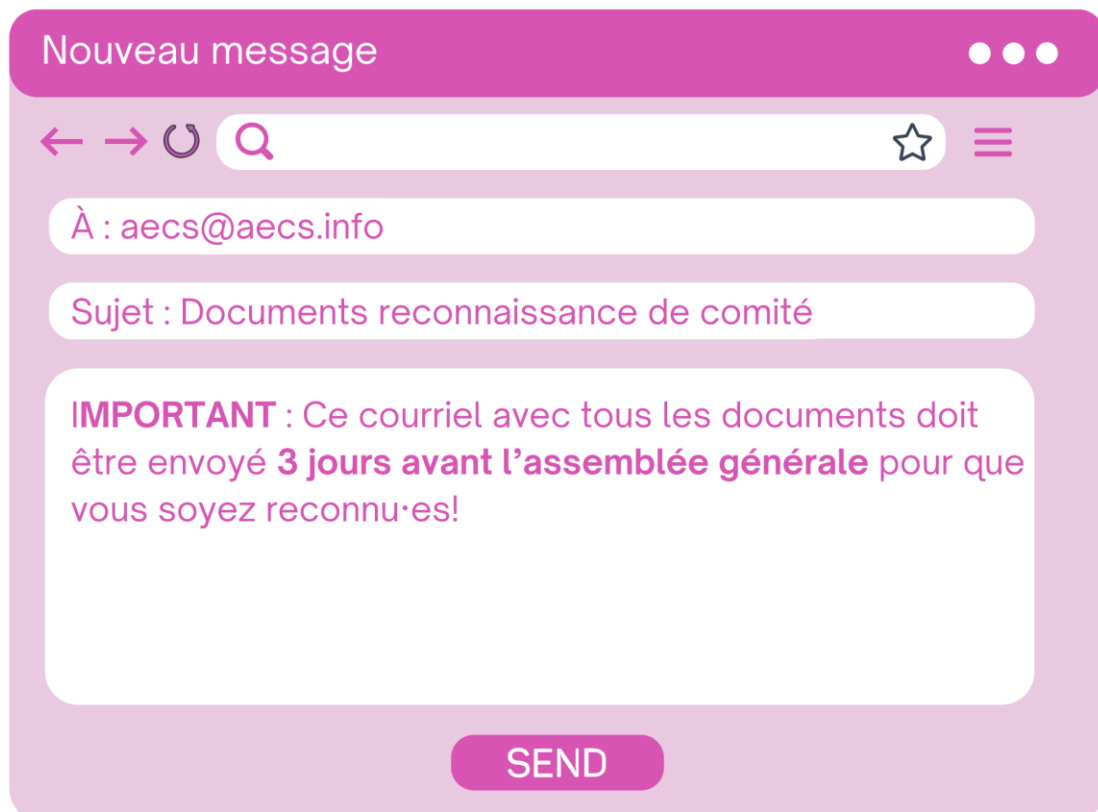 Nouveau message
À : aecs@aecs.info
Sujet : Documents reconnaissance de comité
IMPORTANT : Ce courriel avec tous les documents doit
être envoyé 3 jours avant l’assemblée générale pour que
vous soyez reconnu·es!
SEND